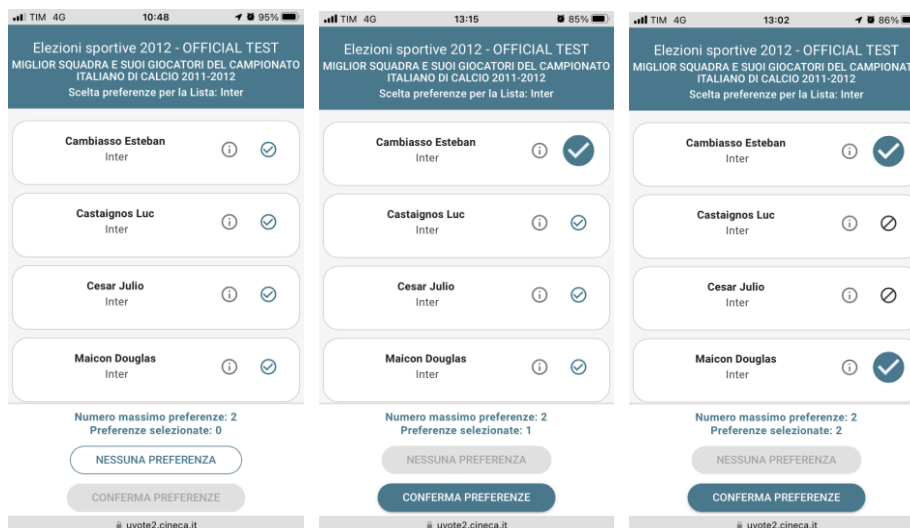 TIM 4G 10:48 95%
Elezioni sportive 2012 - OFFICIAL TEST
MIGLIOR SQUADRA E SUOI GIOCATORI DEL CAMPIONATO
ITALIANO DI CALCIO 2011-2012
Scelta preferenze per la Lista: Inter
Cambiasso Esteban
Inter
Castaignos Luc
Inter
Cesar Julio
Inter
Maicon Douglas
Inter
Numero massimo preferenze: 2
Preferenze selezionate: 0
NESSUNA PREFERENZA
CONFERMA PREFERENZE
uvote2.cineca.it
TIM 4G 13:15 85%
Elezioni sportive 2012 - OFFICIAL TEST
MIGLIOR SQUADRA E SUOI GIOCATORI DEL CAMPIONATO
ITALIANO DI CALCIO 2011-2012
Scelta preferenze per la Lista: Inter
Cambiasso Esteban
Inter
Castaignos Luc
Inter
Cesar Julio
Inter
Maicon Douglas
Inter
Numero massimo preferenze: 2
Preferenze selezionate: 1
NESSUNA PREFERENZA
CONFERMA PREFERENZE
uvote2.cineca.it
TIM 4G 13:02 86%
Elezioni sportive 2012 - OFFICIAL TEST
MIGLIOR SQUADRA E SUOI GIOCATORI DEL CAMPIONAT
ITALIANO DI CALCIO 2011-2012
Scelta preferenze per la Lista: Inter
Cambiasso Esteban
Inter
Castaignos Luc
Inter
Cesar Julio
Inter
Maicon Douglas
Inter
Numero massimo preferenze: 2
Preferenze selezionate: 2
NESSUNA PREFERENZA
CONFERMA PREFERENZE
uvote2.cineca.it